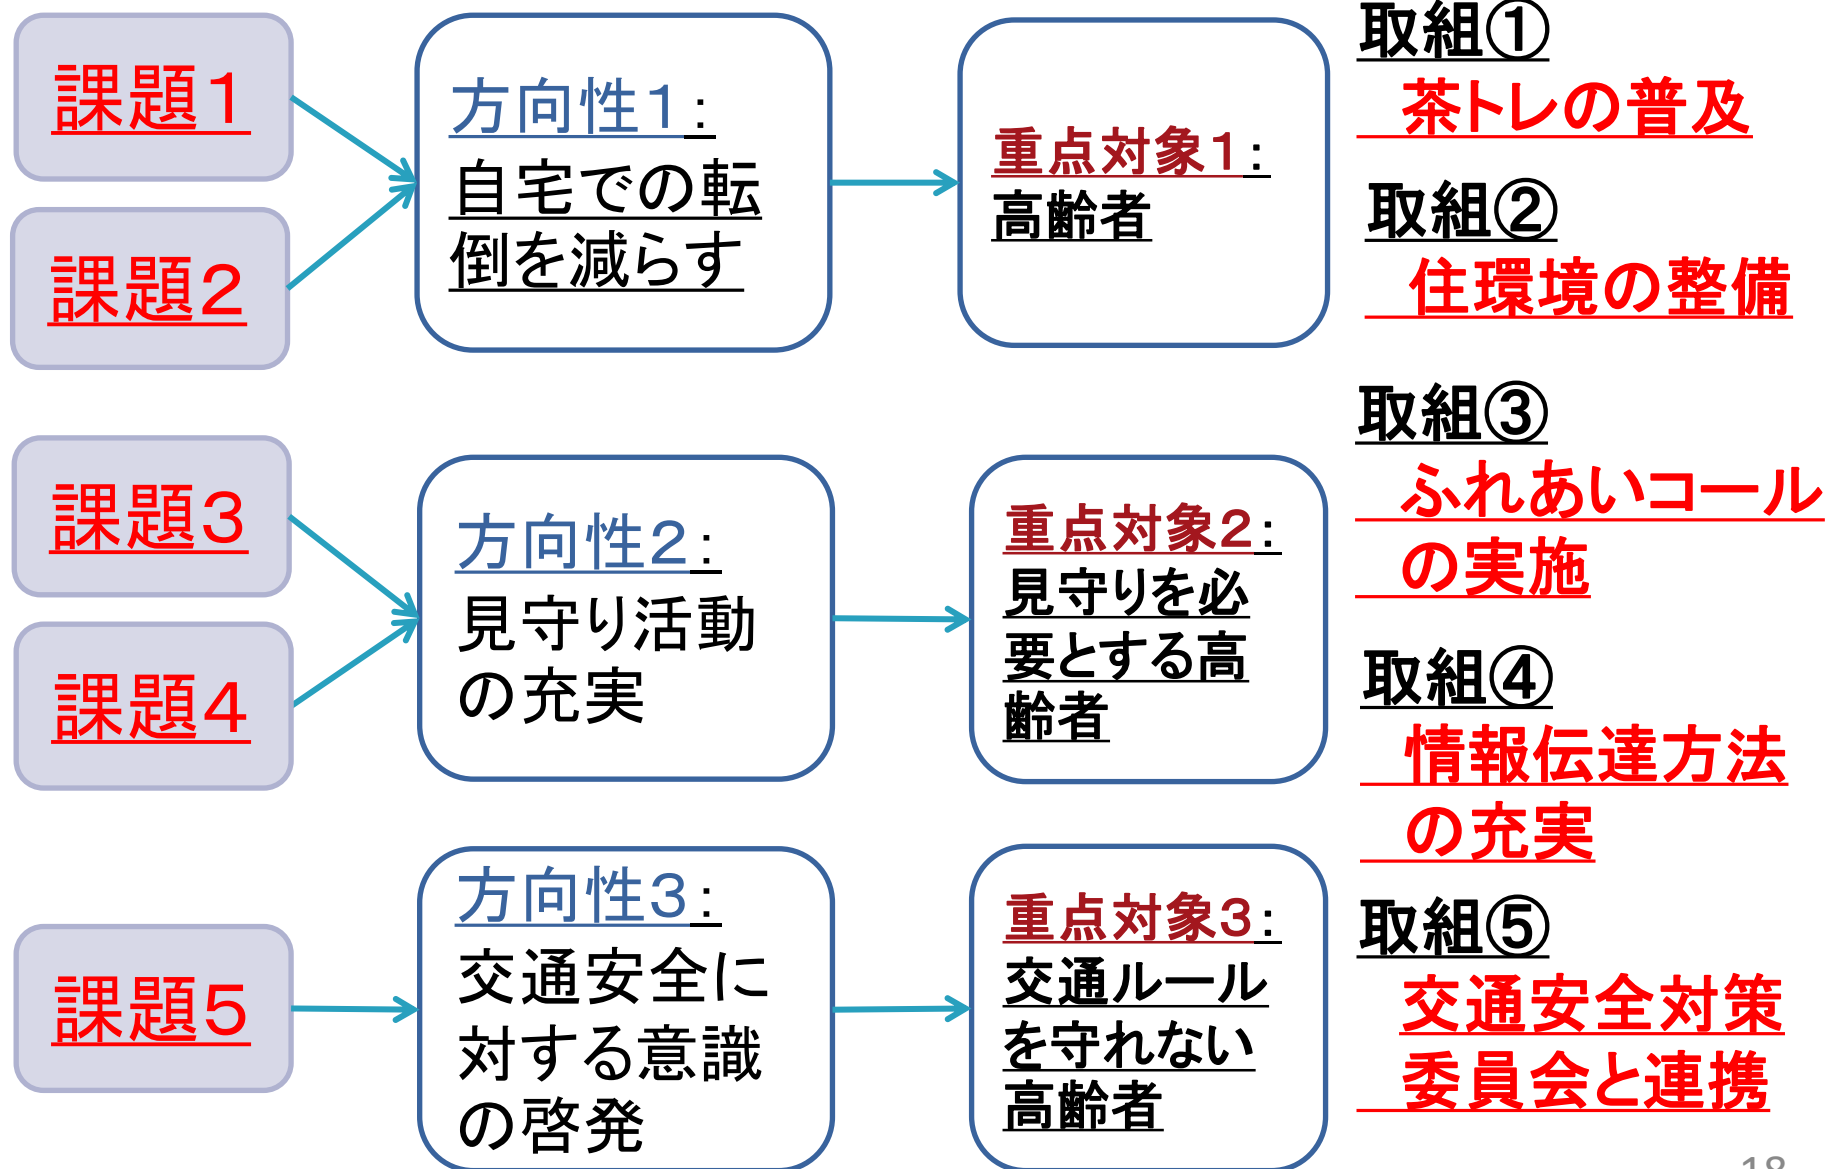 課題1
課題2
方向性1：
自宅での転
倒を減らす
重点対象1：
高齢者
取組①
茶トレの普及
取組②
住環境の整備
課題3
課題4
方向性2：
見守り活動
の充実
重点対象2：
見守りを必
要とする高
齢者
取組③
ふれあいコール
の実施
取組④
情報伝達方法
の充実
課題5
方向性3：
交通安全に
対する意識
の啓発
重点対象3：
交通ルール
を守れない
高齢者
取組⑤
交通安全対策
委員会と連携
18